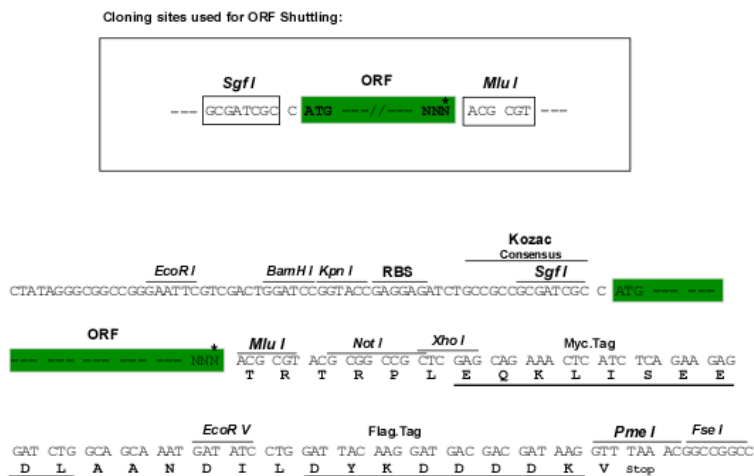 Cloning sites used for ORF Shuttling:
Sgf I ORF Mlu I
--- GCGATCGC C ATG ---//--- NNN* ACG CGT ---
Kozac
Consensus
EcoR I BamH I Kpn I RBS Sgf I
CTATAGGGCGGCCGGGAATTCGTCGACTGGATCCGGTACCGAGGAGATCTGCCGCCGCGATCGC C ATG --- ---
ORF Mlu I Not I Xho I Myc.Tag
--- --- --- --- --- --- NNN* ACG CGT ACG CGG CCG CTC GAG CAG AAA CTC ATC TCA GAA GAG
T R T R P L E Q K L I S E E
EcoR V Flag.Tag Pme I Fse I
GAT CTG GCA GCA AAT GAT ATC CTG GAT TAC AAG GAT GAC GAC GAT AAG GTT TAA ACGGCCGGCC
D L A A N D I L D Y K D D D D K V Stop